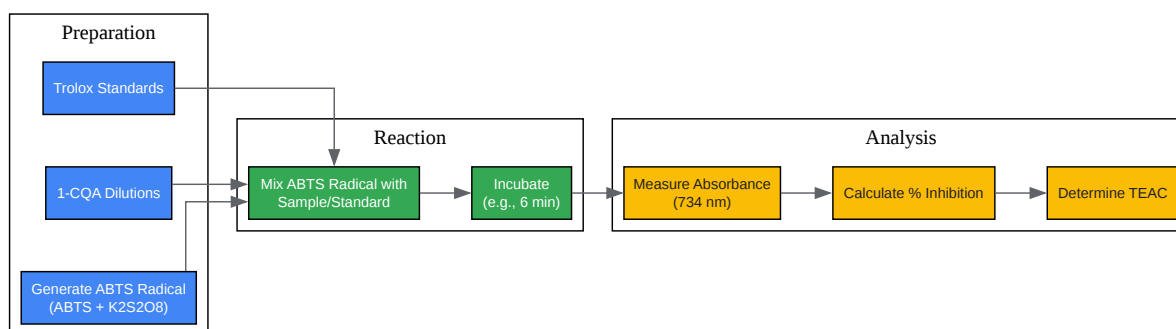 Preparation
Trolox Standards
1-CQA Dilutions
Generate ABTS Radical
(ABTS + K2S2O8)
Reaction
Mix ABTS Radical with
Sample/Standard
Incubate
(e.g., 6 min)
Analysis
Measure Absorbance
(734 nm)
Calculate % Inhibition
Determine TEAC